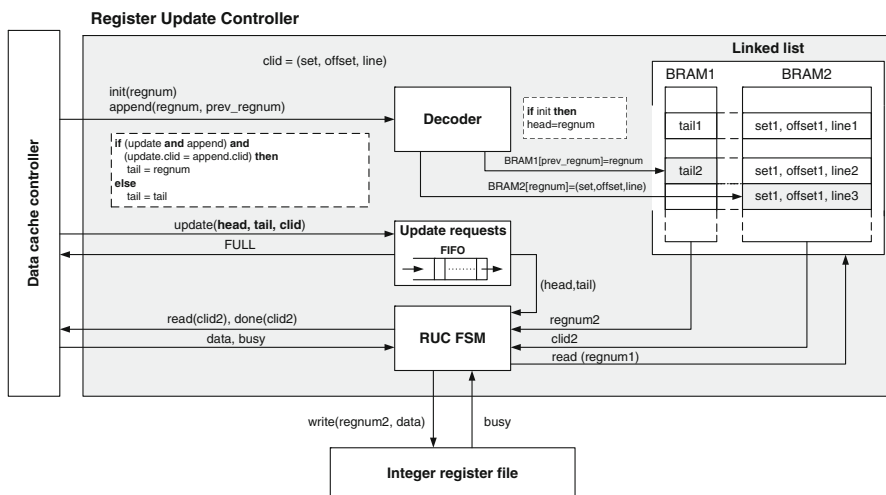 Register Update Controller
Data cache controller
clid = (set, offset, line)
init(regnum)
append(regnum, prev_regnum)
if (update and append) and
(update.clid = append.clid) then
tail = regnum
else
tail = tail
Decoder
if init then
head=regnum
BRAM1[prev_regnum]=regnum
BRAM2[regnum]=(set,offset,line)
Linked list
BRAM1
BRAM2
tail1
set1, offset1, line1
tail2
set1, offset1, line2
set1, offset1, line3
update(head, tail, clid)
FULL
Update requests
FIFO
(head,tail)
read(clid2), done(clid2)
data, busy
RUC FSM
regnum2
clid2
read (regnum1)
write(regnum2, data)
busy
Integer register file